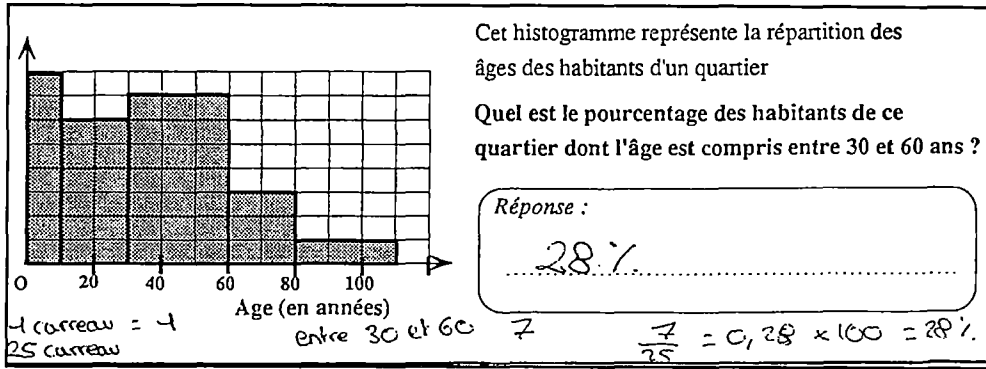 Cet histogramme représente la répartition des
âges des habitants d'un quartier
Quel est le pourcentage des habitants de ce
quartier dont l'âge est compris entre 30 et 60 ans ?
Réponse :
28 %
O 20 40 60 80 100
Age (en années)
1 carreau = 1
25 carreau
entre 30 et 60 7
7/25 = 0,28 x 100 = 28 %.